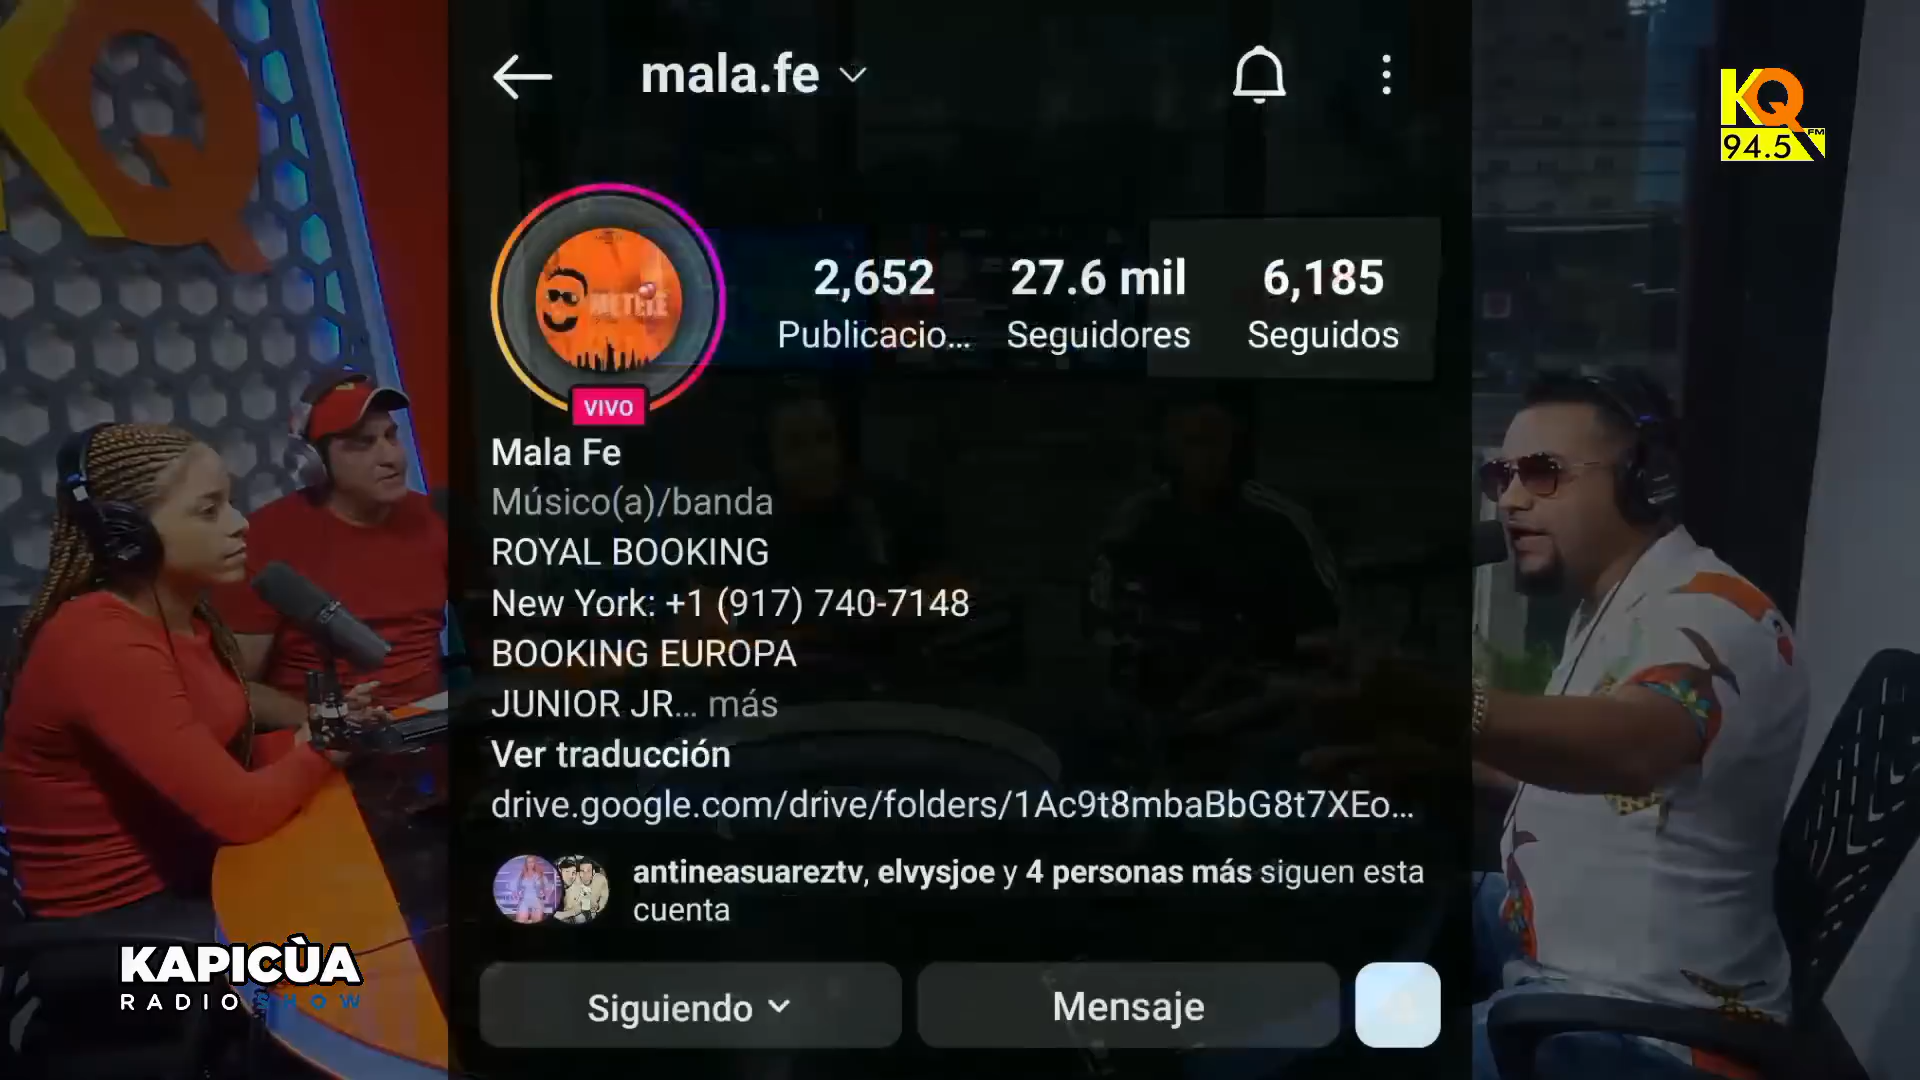 mala.fe
KQ
FM
94.5
2,652
27.6 mil
6,185
Publicacio...
Seguidores
Seguidos
METELE
VIVO
Mala Fe
Músico(a)/banda
ROYAL BOOKING
New York: +1 (917) 740-7148
BOOKING EUROPA
JUNIOR JR... más
Ver traducción
drive.google.com/drive/folders/1Ac9t8mbaBbG8t7XEo...
antineasuareztv, elvysjoe y 4 personas más siguen esta
cuenta
KAPICÙA
RADIO SHOW
Siguiendo
Mensaje